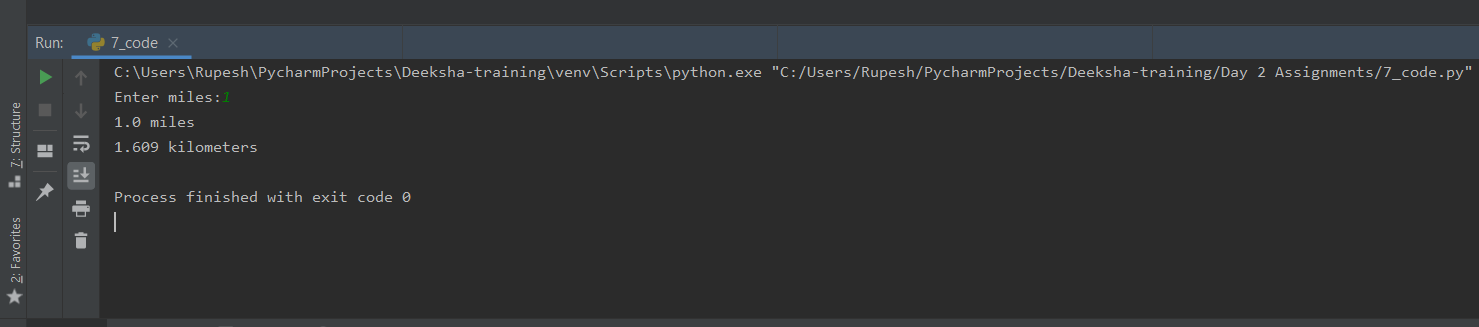 Run:
7_code
C:\Users\Rupesh\PycharmProjects\Deeksha-training\venv\Scripts\python.exe "C:/Users/Rupesh/PycharmProjects/Deeksha-training/Day 2 Assignments/7_code.py"
Enter miles:1
1.0 miles
1.609 kilometers
Process finished with exit code 0
7: Structure
2: Favorites